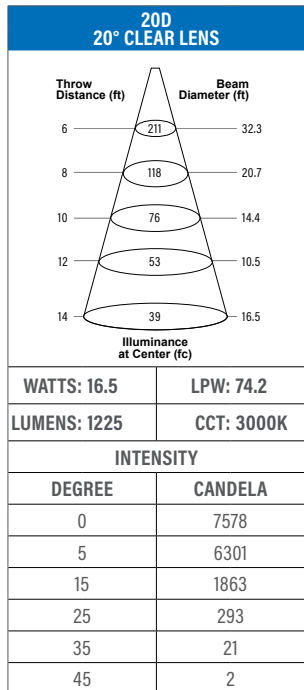 20D
20° CLEAR LENS
Throw Distance (ft)
Beam Diameter (ft)
6 211 32.3
8 118 20.7
10 76 14.4
12 53 10.5
14 39 16.5
Illuminance
at Center (fc)
WATTS: 16.5 LPW: 74.2
LUMENS: 1225 CCT: 3000K
INTENSITY
DEGREE CANDELA
0 7578
5 6301
15 1863
25 293
35 21
45 2